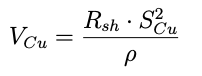 V_{Cu} = \frac{R_{sh} \cdot S_{Cu}^{2}}{\rho}